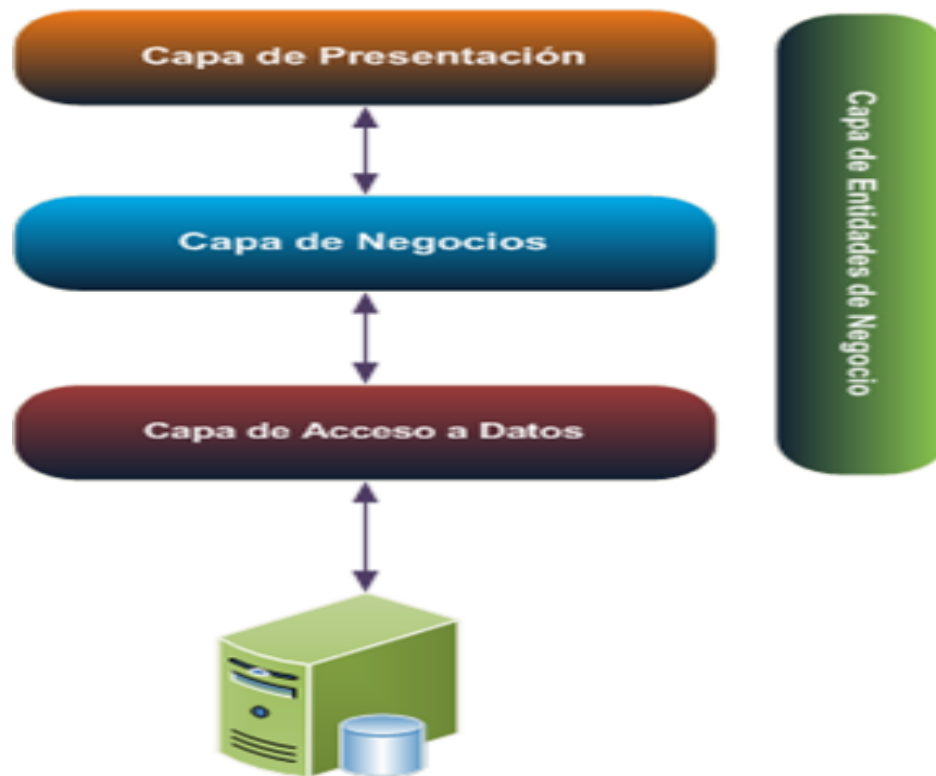 Capa de Presentación
Capa de Negocios
Capa de Acceso a Datos
Capa de Entidades de Negocio